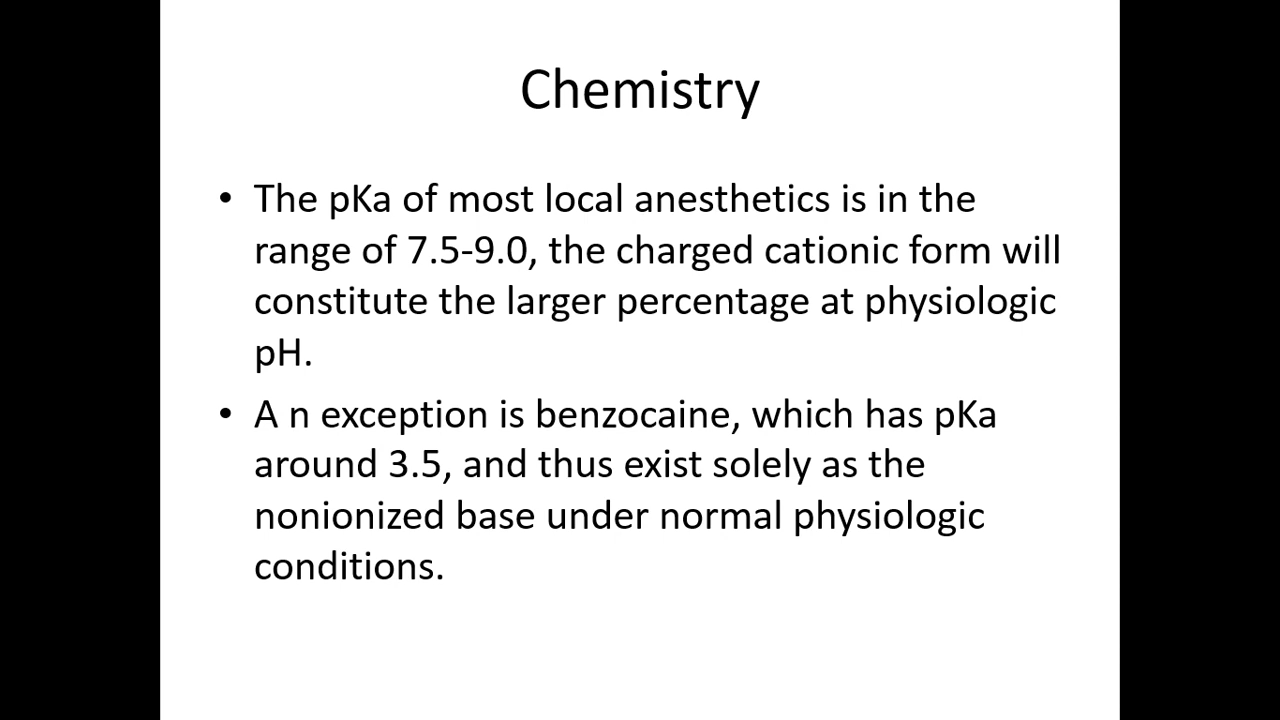 Chemistry
• The pKa of most local anesthetics is in the
range of 7.5-9.0, the charged cationic form will
constitute the larger percentage at physiologic
pH.
• A n exception is benzocaine, which has pKa
around 3.5, and thus exist solely as the
nonionized base under normal physiologic
conditions.